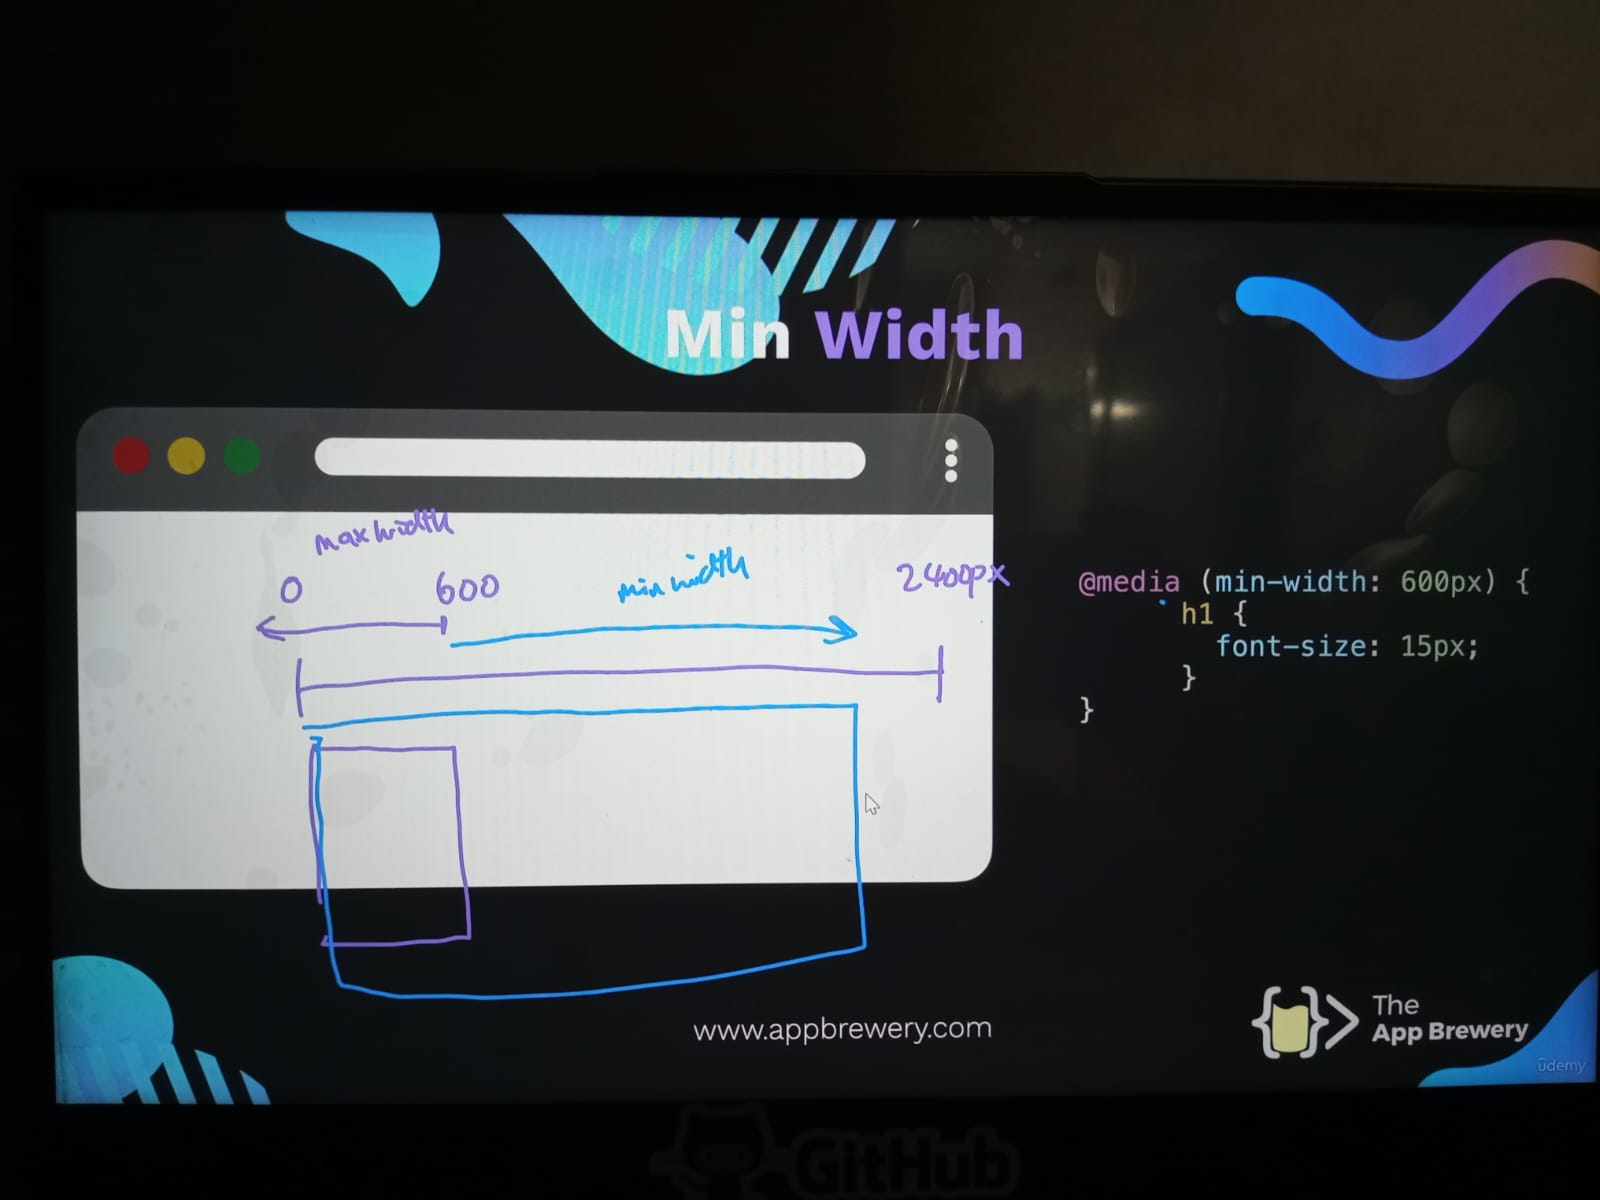 Min Width
max width
0
600
min width
2400px
@media (min-width: 600px) {
h1 {
font-size: 15px;
}
}
www.appbrewery.com
The
App Brewery
ûdemy
GitHub